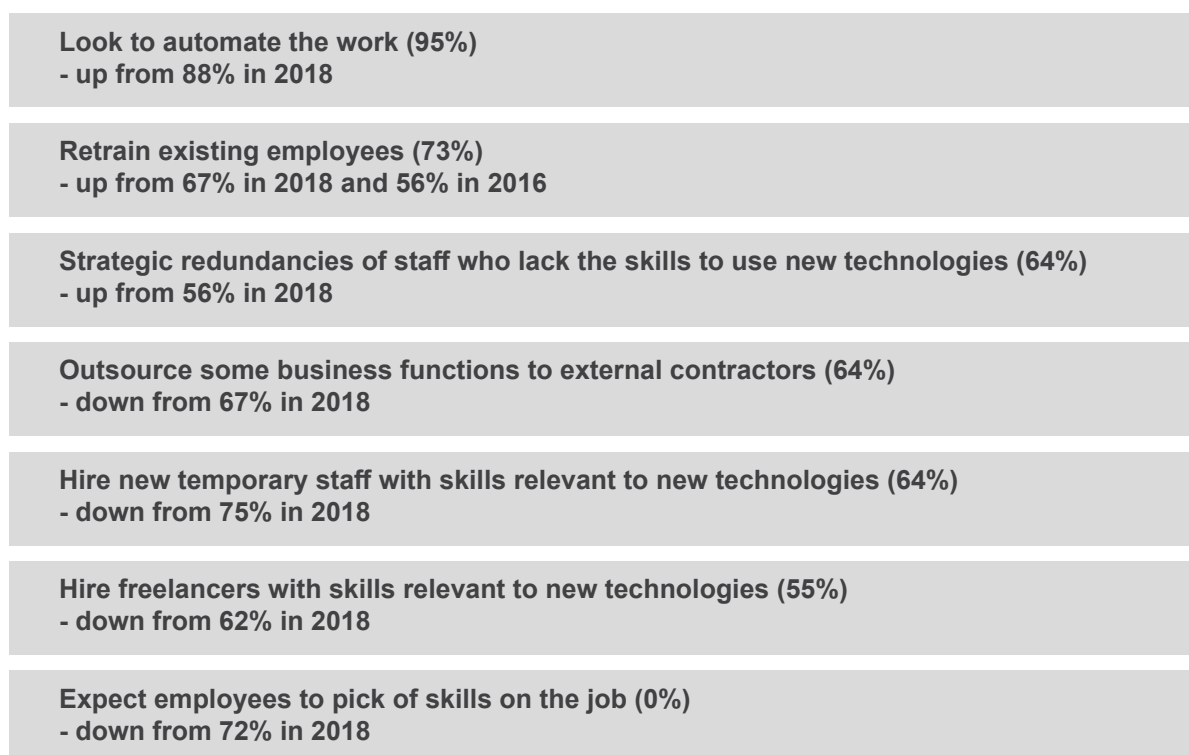 Look to automate the work (95%)
- up from 88% in 2018
Retrain existing employees (73%)
- up from 67% in 2018 and 56% in 2016
Strategic redundancies of staff who lack the skills to use new technologies (64%)
- up from 56% in 2018
Outsource some business functions to external contractors (64%)
- down from 67% in 2018
Hire new temporary staff with skills relevant to new technologies (64%)
- down from 75% in 2018
Hire freelancers with skills relevant to new technologies (55%)
- down from 62% in 2018
Expect employees to pick of skills on the job (0%)
- down from 72% in 2018